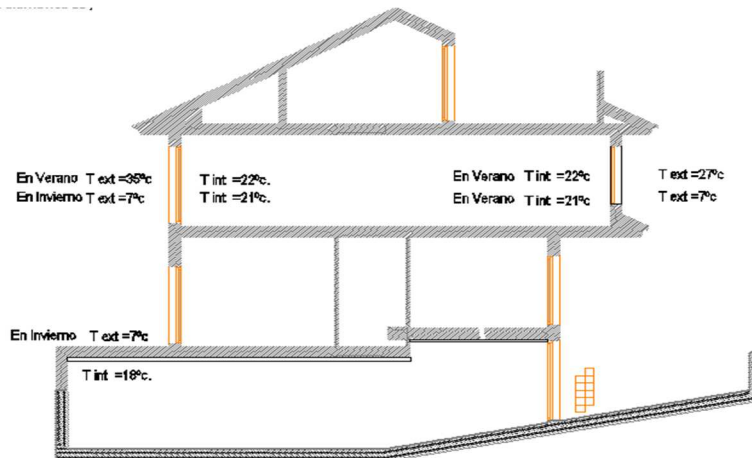 En Verano T ext =35ºc
En Invierno T ext =7ºc
T int =22ºc.
T int =21ºc.
En Verano T int =22ºc
En Verano T int =21ºc
T ext =27ºc
T ext =7ºc
En Invierno T ext =7ºc
T int =18ºc.